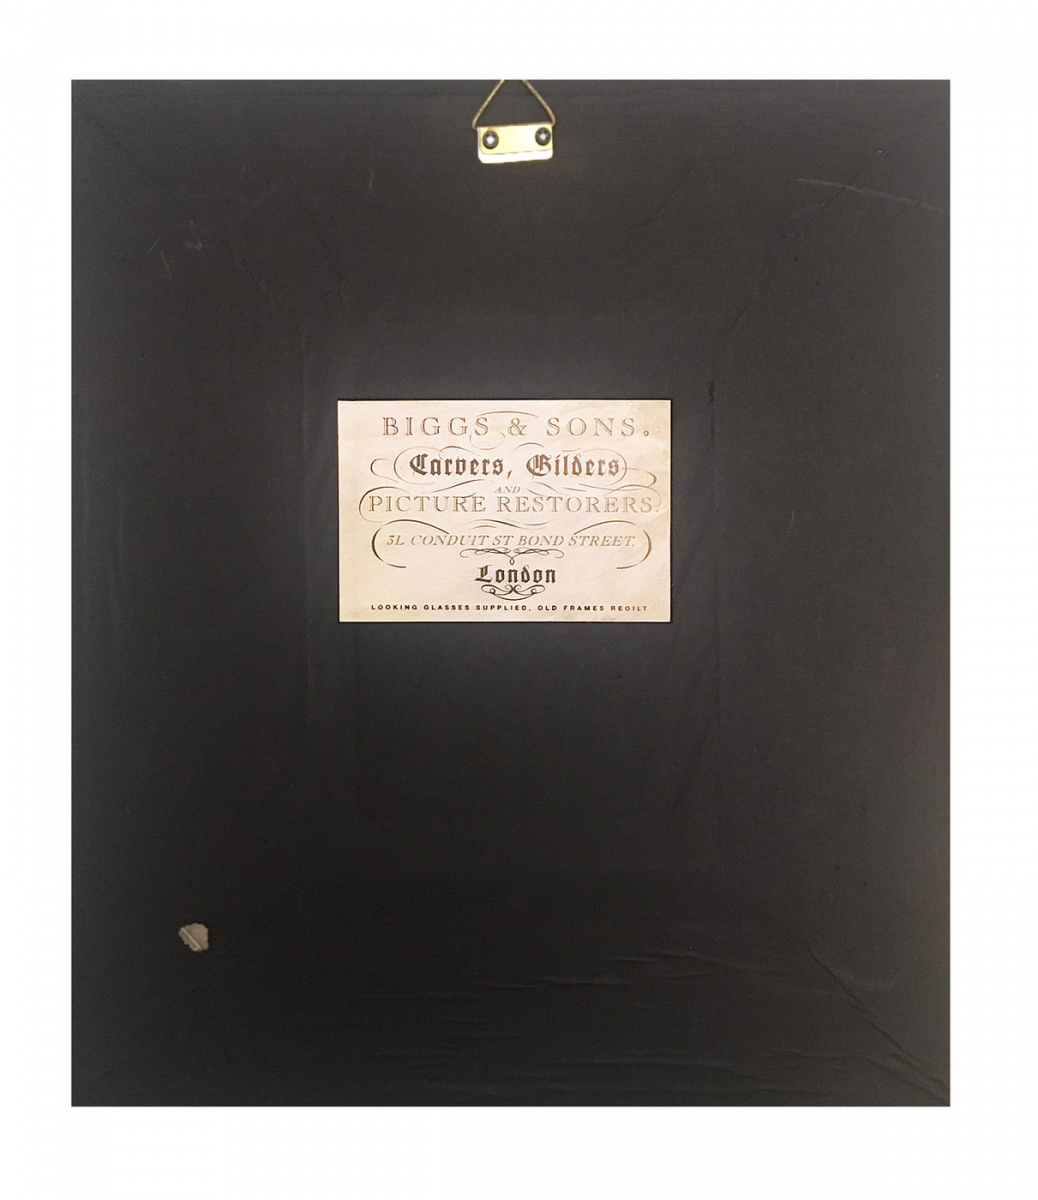 BIGGS & SONS.
Carvers, Gilders
AND
PICTURE RESTORERS.
3L CONDUIT ST BOND STREET,
London
LOOKING GLASSES SUPPLIED, OLD FRAMES REGILT